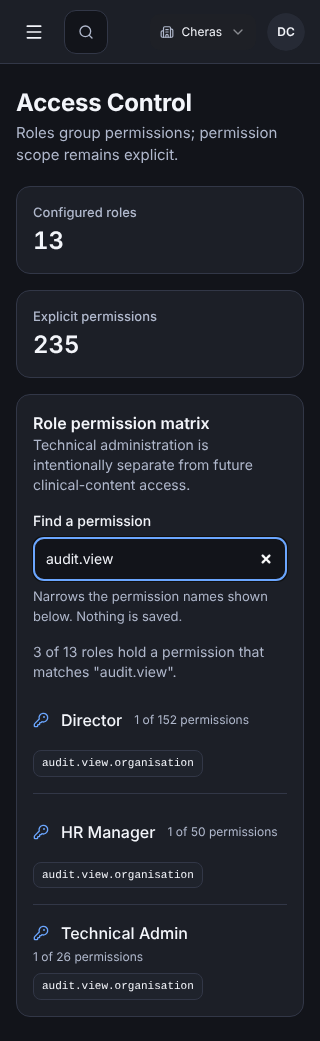 Cheras
DC
Access Control
Roles group permissions; permission
scope remains explicit.
Configured roles
13
Explicit permissions
235
Role permission matrix
Technical administration is
intentionally separate from future
clinical-content access.
Find a permission
audit.view
Narrows the permission names shown
below. Nothing is saved.
3 of 13 roles hold a permission that
matches "audit.view".
Director 1 of 152 permissions
audit.view.organisation
HR Manager 1 of 50 permissions
audit.view.organisation
Technical Admin
1 of 26 permissions
audit.view.organisation